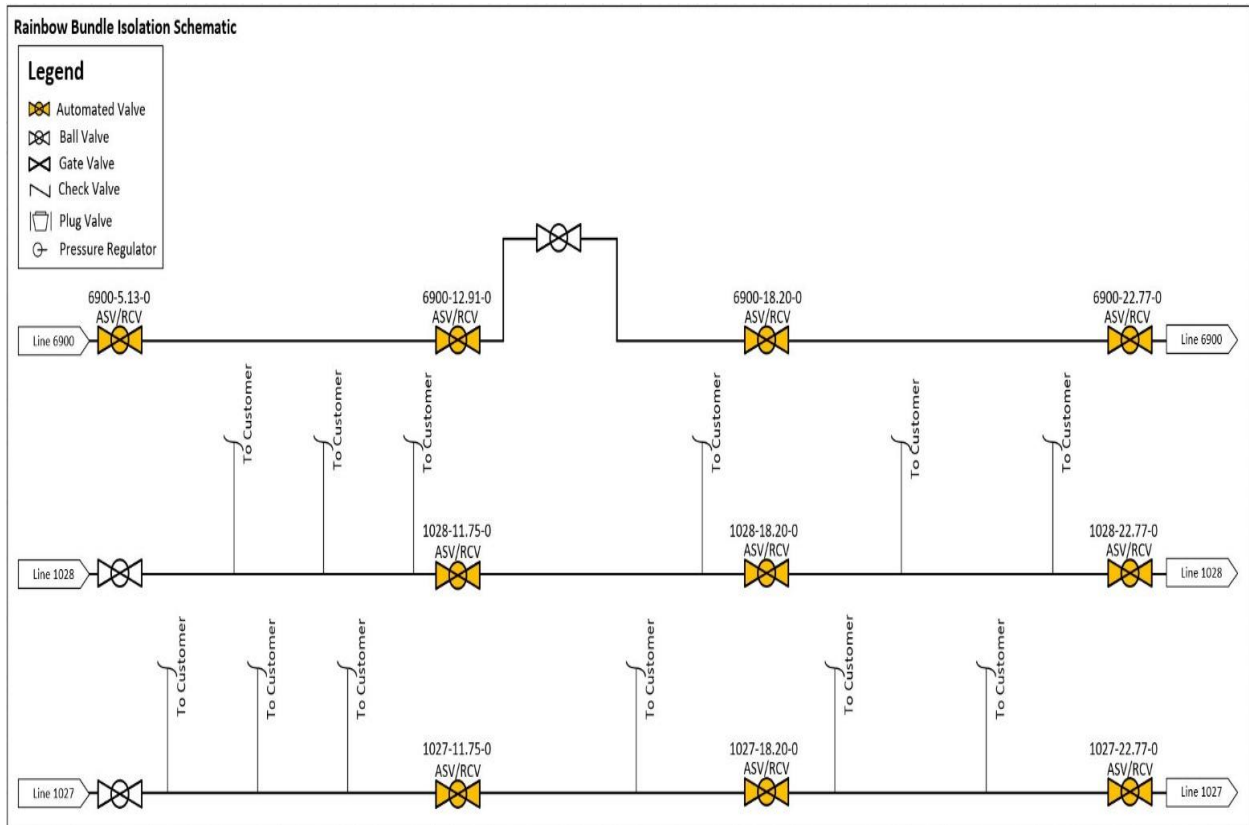 Rainbow Bundle Isolation Schematic
Legend
Automated Valve
Ball Valve
Gate Valve
Check Valve
Plug Valve
Pressure Regulator
6900-5.13-0
ASV/RCV
6900-12.91-0
ASV/RCV
6900-18.20-0
ASV/RCV
6900-22.77-0
ASV/RCV
Line 6900
Line 6900
To Customer
To Customer
To Customer
To Customer
To Customer
To Customer
1028-11.75-0
ASV/RCV
1028-18.20-0
ASV/RCV
1028-22.77-0
ASV/RCV
Line 1028
Line 1028
To Customer
To Customer
To Customer
To Customer
To Customer
To Customer
1027-11.75-0
ASV/RCV
1027-18.20-0
ASV/RCV
1027-22.77-0
ASV/RCV
Line 1027
Line 1027